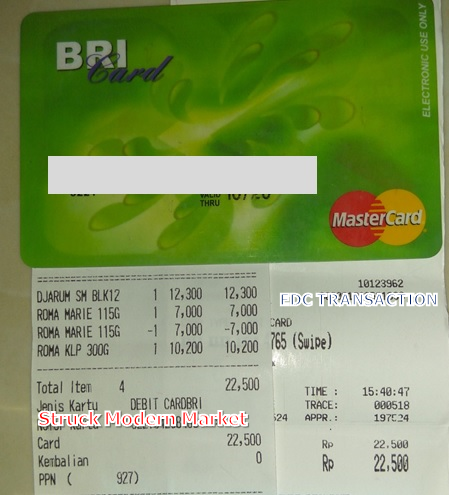 BRI
Card
ELECTRONIC USE ONLY
VALID
THRU
MasterCard
DJARUM SM BLK12 1 12,300 12,300
ROMA MARIE 115G 1 7,000 7,000
ROMA MARIE 115G -1 7,000 -7,000
ROMA KLP 300G 1 10,200 10,200
Total Item 4 22,500
Jenis Kartu DEBIT CARDBRI
Struck Modern Market
Card 22,500
Kembalian 0
PPN ( 927)
10123962
EDC TRANSACTION
CARD
765 (Swipe)
TIME : 15:40:47
TRACE: 000518
APPR.:
Rp 22.500
Rp 22,500